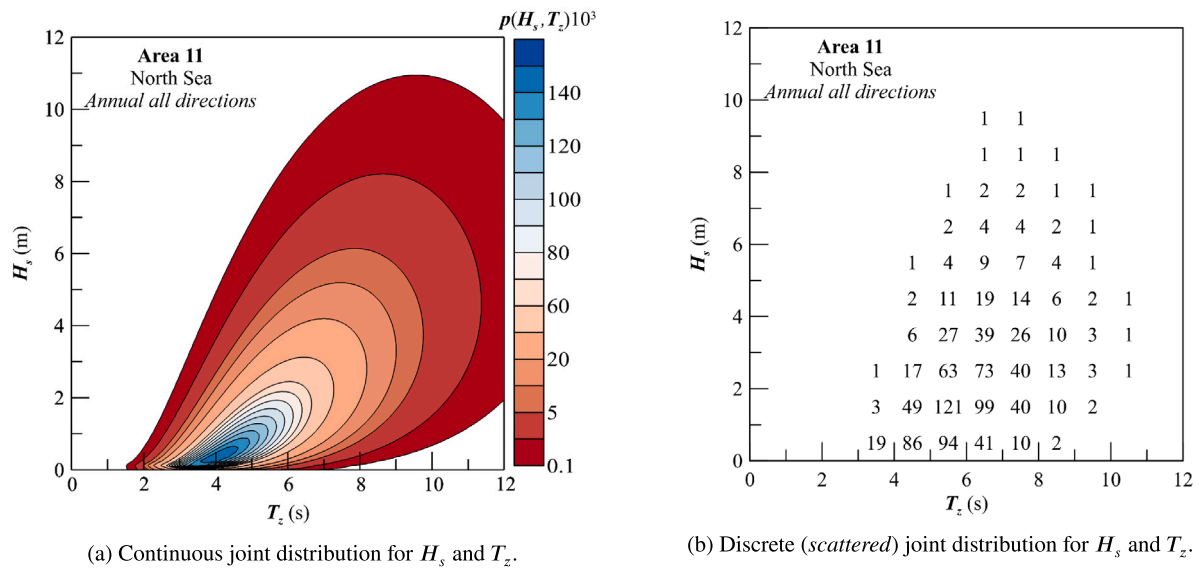 p(Hₛ,T_z)10³
12
10
8
6
4
2
0
Hₛ (m)
Area 11
North Sea
Annual all directions
140
120
100
80
60
20
5
0.1
0 2 4 6 8 10 12
T_z (s)
(a) Continuous joint distribution for Hₛ and T_z.
12
10
8
6
4
2
0
Hₛ (m)
Area 11
North Sea
Annual all directions
1 1
1 1 1
1 2 2 1 1
2 4 4 2 1
1 4 9 7 4 1
2 11 19 14 6 2 1
6 27 39 26 10 3 1
1 17 63 73 40 13 3 1
3 49 121 99 40 10 2
19 86 94 41 10 2
0 2 4 6 8 10 12
T_z (s)
(b) Discrete (scattered) joint distribution for Hₛ and T_z.